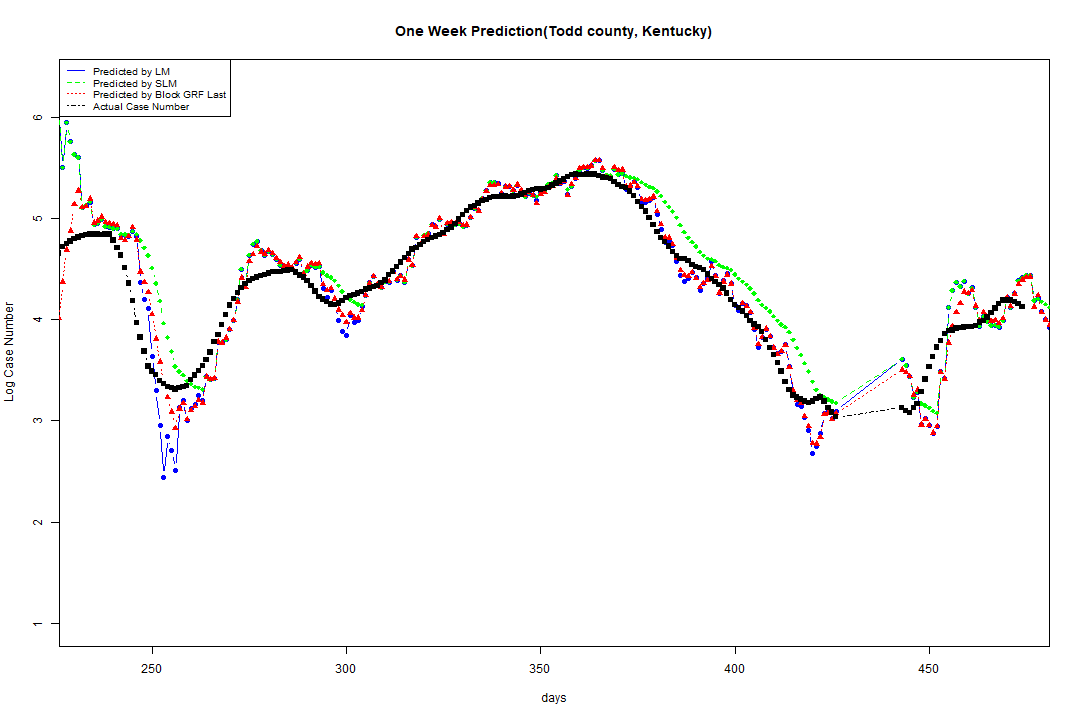 One Week Prediction(Todd county, Kentucky)
Predicted by LM
Predicted by SLM
Predicted by Block GRF Last
Actual Case Number
6
5
4
3
2
1
Log Case Number
250 300 350 400 450
days